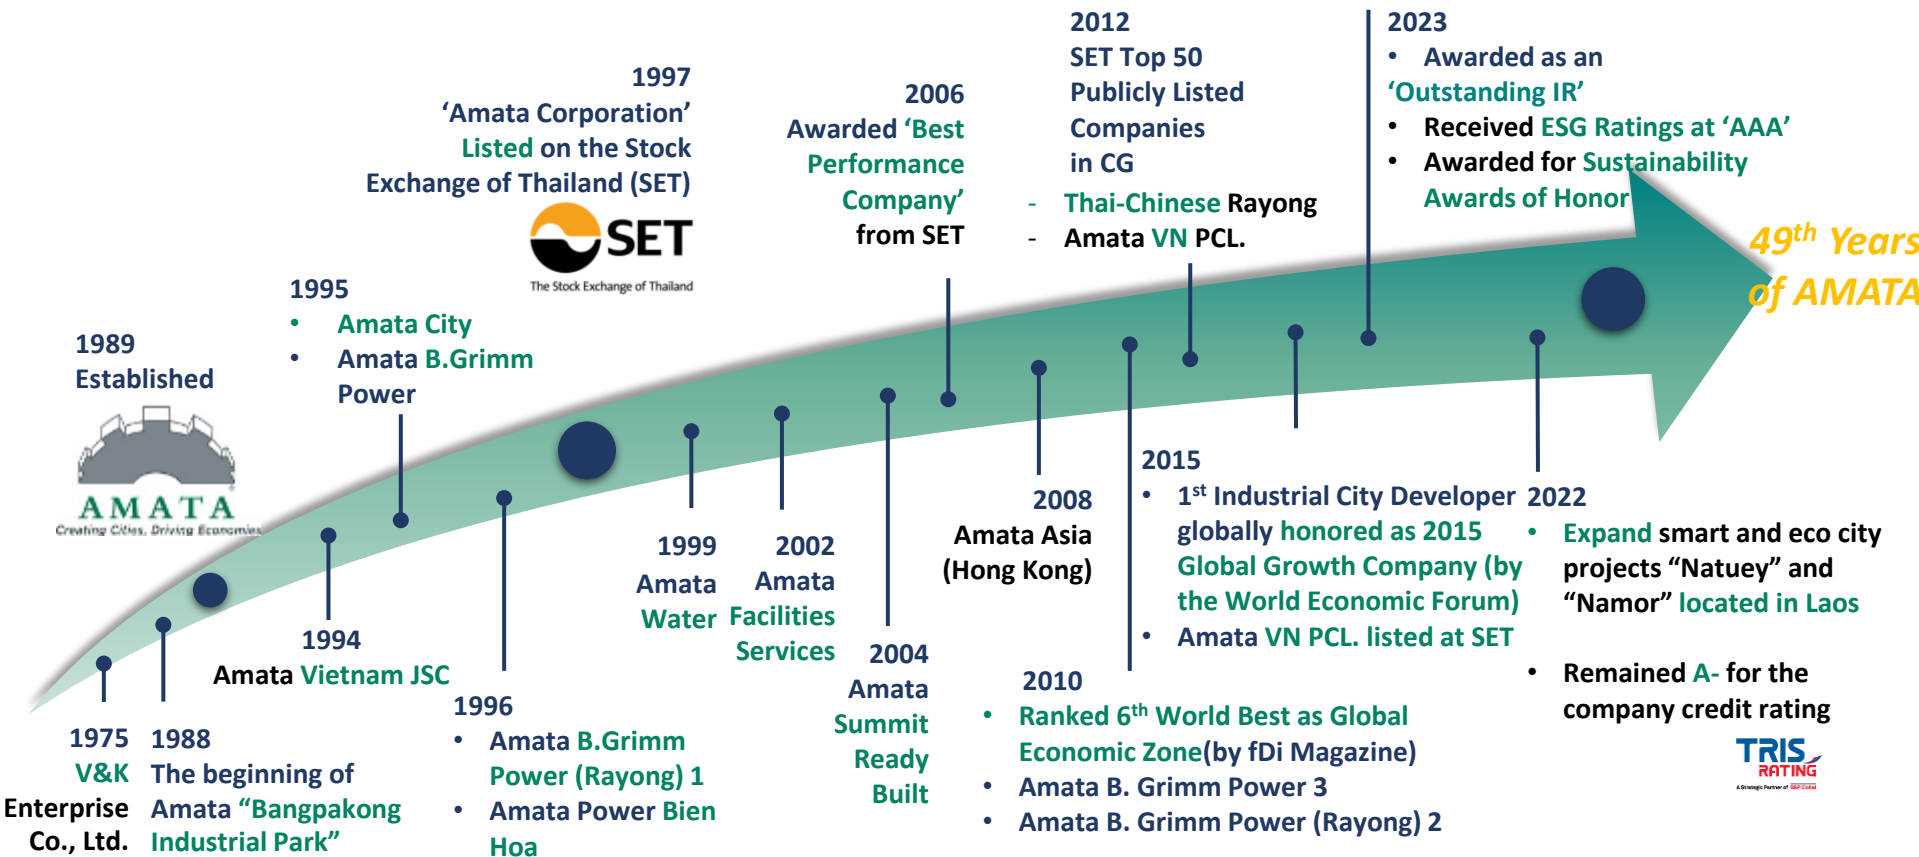 1975
V&K
Enterprise
Co., Ltd.
1988
The beginning of
Amata “Bangpakong
Industrial Park”
1989
Established
AMATA
Creating Cities, Driving Economies
1994
Amata Vietnam JSC
1995
• Amata City
• Amata B.Grimm
Power
1996
• Amata B.Grimm
Power (Rayong) 1
• Amata Power Bien
Hoa
1997
‘Amata Corporation’
Listed on the Stock
Exchange of Thailand (SET)
SET
The Stock Exchange of Thailand
1999
Amata
Water
2002
Amata
Facilities
Services
2004
Amata
Summit
Ready
Built
2006
Awarded ‘Best
Performance
Company’
from SET
2008
Amata Asia
(Hong Kong)
2010
• Ranked 6th World Best as Global
Economic Zone(by fDi Magazine)
• Amata B. Grimm Power 3
• Amata B. Grimm Power (Rayong) 2
2012
SET Top 50
Publicly Listed
Companies
in CG
- Thai-Chinese Rayong
- Amata VN PCL.
2015
• 1st Industrial City Developer
globally honored as 2015
Global Growth Company (by
the World Economic Forum)
• Amata VN PCL. listed at SET
2022
• Expand smart and eco city
projects “Natuey” and
“Namor” located in Laos
• Remained A- for the
company credit rating
TRIS
RATING
A Strategic Partner of S&P Global
2023
• Awarded as an
‘Outstanding IR’
• Received ESG Ratings at ‘AAA’
• Awarded for Sustainability
Awards of Honor
49th Years
of AMATA